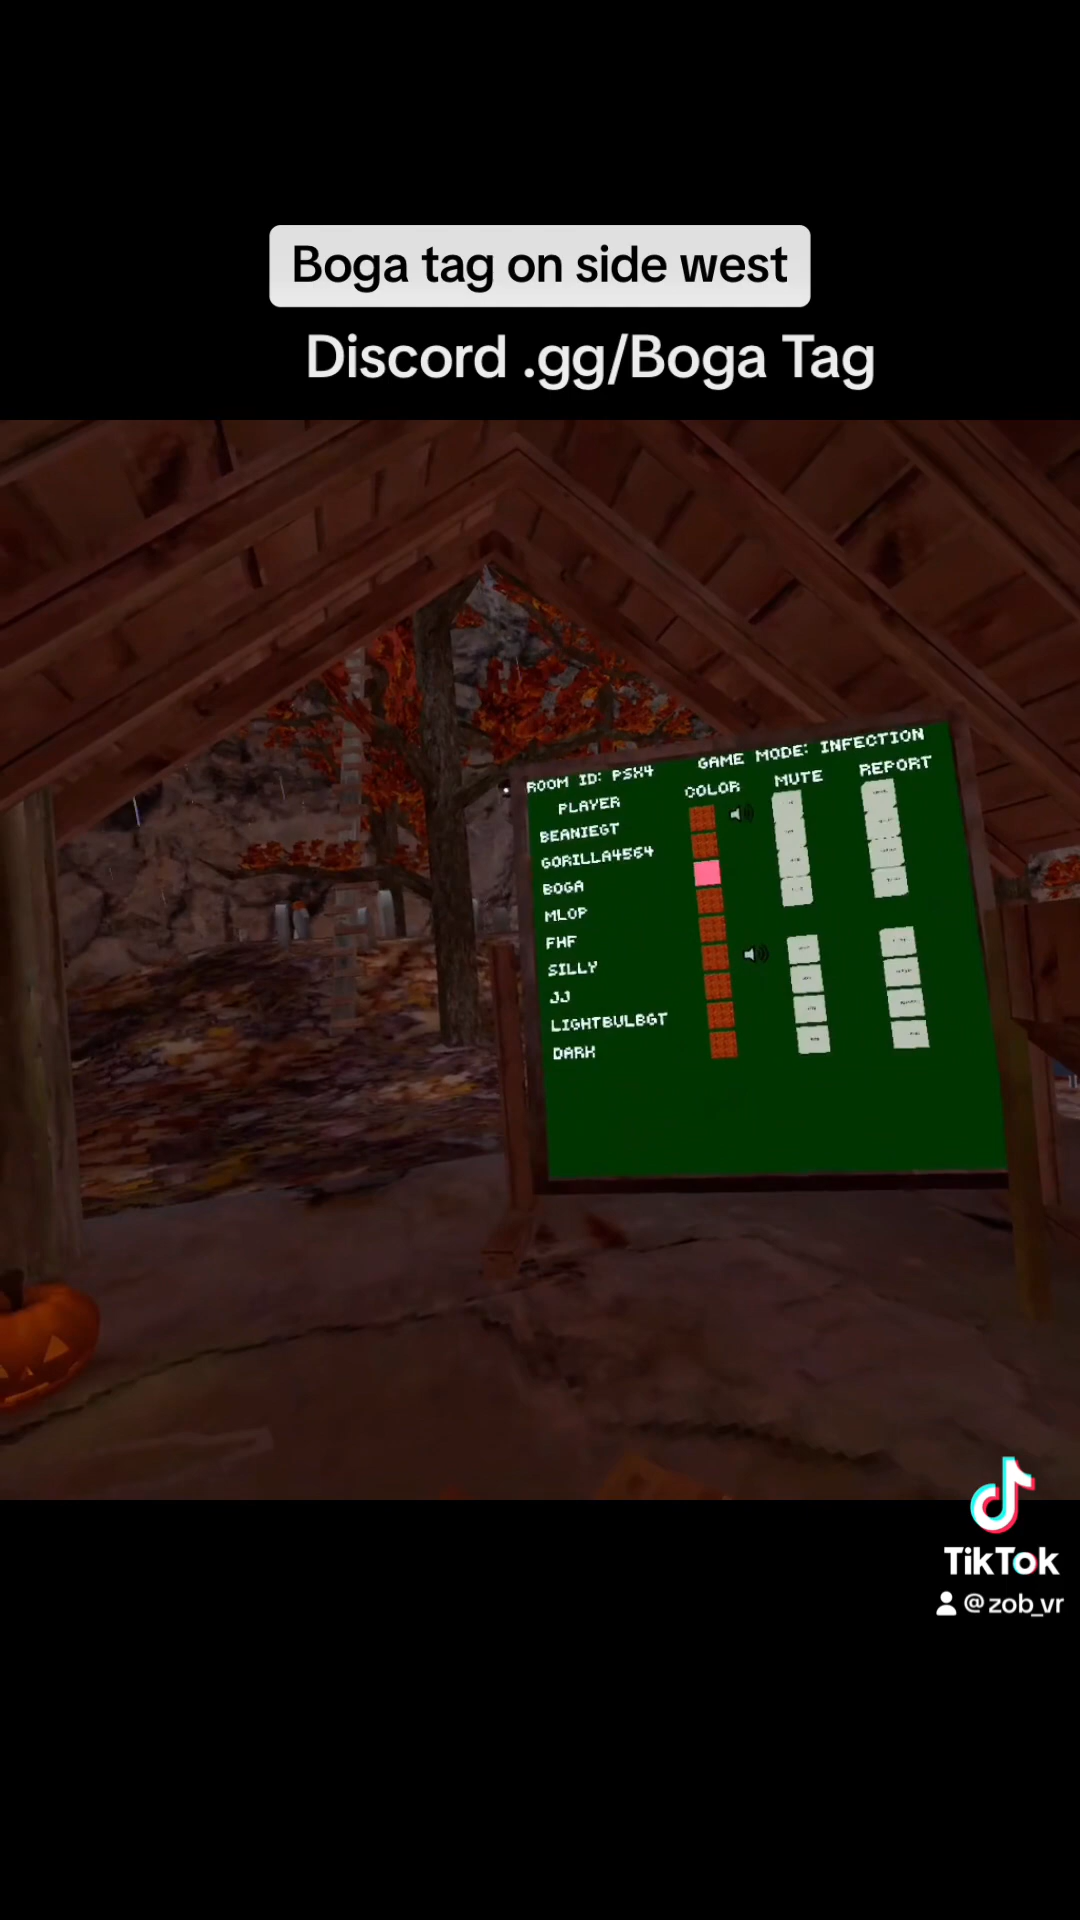 Boga tag on side west
Discord .gg/Boga Tag
ROOM ID: PSX4 GAME MODE: INFECTION
PLAYER COLOR MUTE REPORT
BEANIEGT
GORILLA4564
BOGA
MLOP
FHF
SILLY
JJ
LIGHTBULBGT
DARK
TikTok
@zob_vr